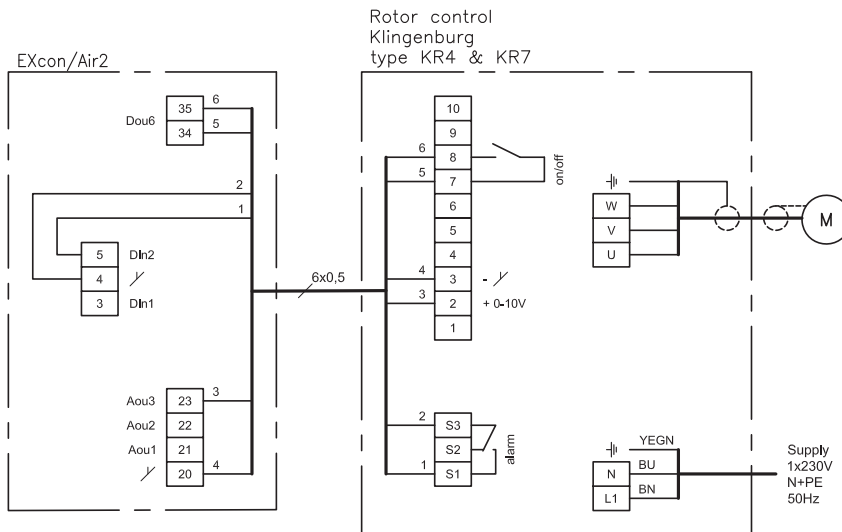 Rotor control
Klingenburg
type KR4 & KR7
EXcon/Air2
Dou6
35
34
6
5
2
1
5
4
3
DIn2
DIn1
Aou3
Aou2
Aou1
23
22
21
20
3
4
6x0,5
6
5
4
3
10
9
8
7
6
5
4
3
2
1
on/off
-
+ 0-10V
2
1
S3
S2
S1
alarm
W
V
U
M
YEGN
N
BU
L1
BN
Supply
1x230V
N+PE
50Hz